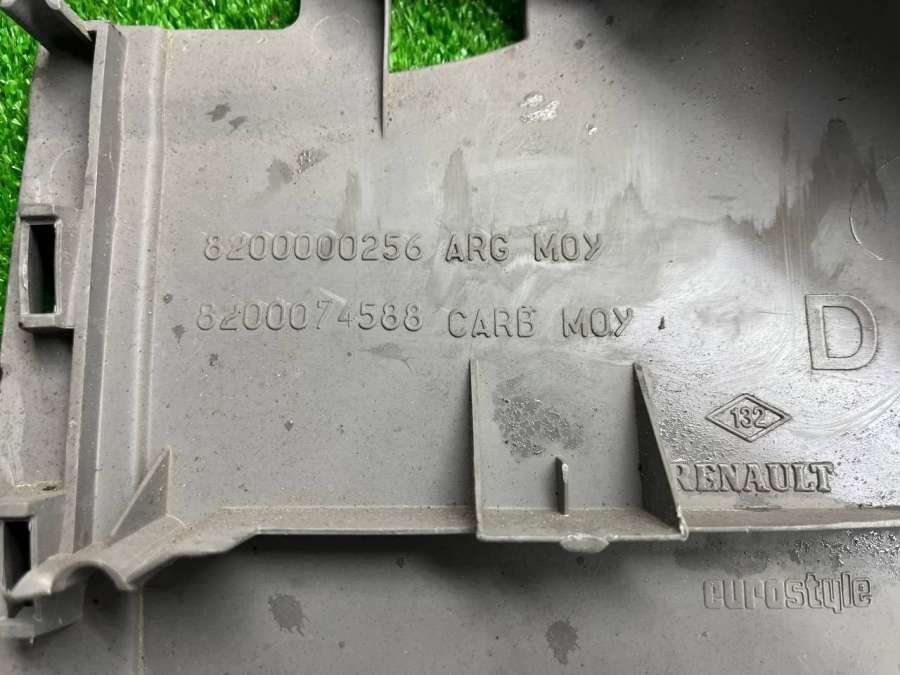 8200000256 ARG MOY
8200074588 CARB MOY
D
132
RENAULT
eurostyle